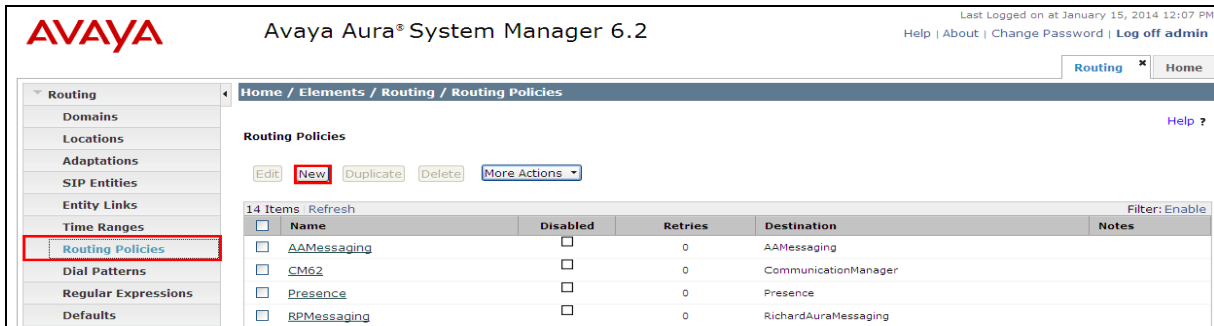 Last Logged on at January 15, 2014 12:07 PM
AVAYA
Avaya Aura® System Manager 6.2
Help | About | Change Password | Log off admin
Routing × Home
Routing
Domains
Locations
Adaptations
SIP Entities
Entity Links
Time Ranges
Routing Policies
Dial Patterns
Regular Expressions
Defaults
Home / Elements / Routing / Routing Policies
Help ?
Routing Policies
Edit New Duplicate Delete More Actions
14 Items | Refresh Filter: Enable
Name Disabled Retries Destination Notes
AAMessaging 0 AAMessaging
CM62 0 CommunicationManager
Presence 0 Presence
RPMessaging 0 RichardAuraMessaging